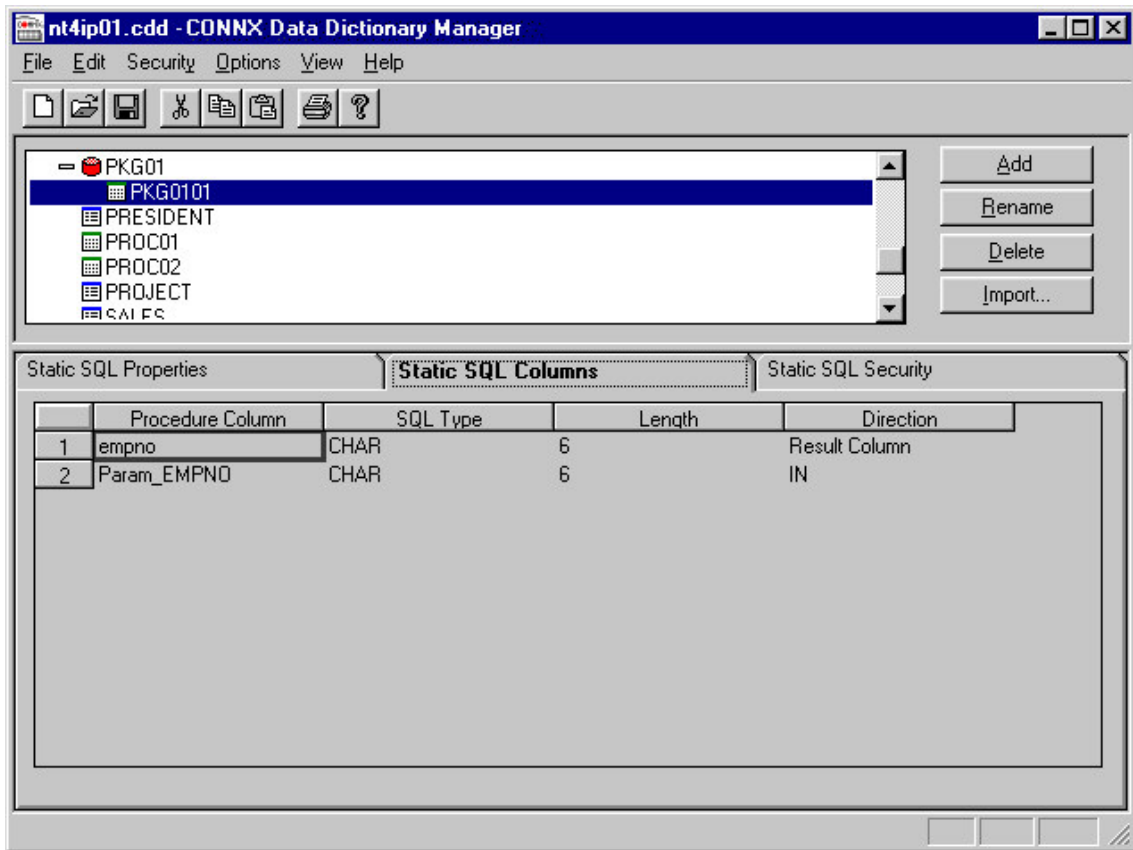 nt4ip01.cdd - CONNX Data Dictionary Manager
File Edit Security Options View Help
PKG01
PKG0101
PRESIDENT
PROC01
PROC02
PROJECT
SALES
Add
Rename
Delete
Import...
Static SQL Properties Static SQL Columns Static SQL Security
Procedure Column SQL Type Length Direction
1 empno CHAR 6 Result Column
2 Param_EMPNO CHAR 6 IN